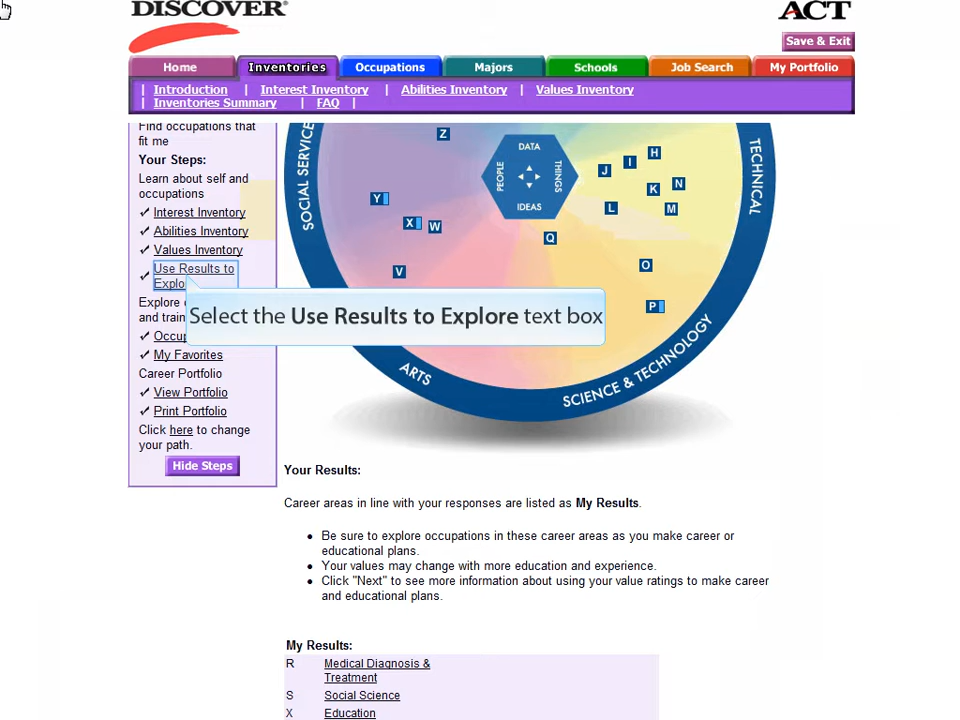 DISCOVER®
ACT®
Save & Exit
Home
Inventories
Occupations
Majors
Schools
Job Search
My Portfolio
| Introduction | Interest Inventory | Abilities Inventory | Values Inventory
| Inventories Summary | FAQ |
Find occupations that
fit me
Your Steps:
Learn about self and
occupations
Interest Inventory
Abilities Inventory
Values Inventory
Use Results to
Explo
Explore
and train
Occup
My Favorites
Career Portfolio
View Portfolio
Print Portfolio
Click here to change
your path.
Hide Steps
Select the Use Results to Explore text box
SOCIAL SERVICE
TECHNICAL
ARTS
SCIENCE & TECHNOLOGY
DATA
PEOPLE
THINGS
IDEAS
Z
Y
X
W
V
H
I
J
K
N
L
M
Q
O
P
Your Results:
Career areas in line with your responses are listed as My Results.
• Be sure to explore occupations in these career areas as you make career or
educational plans.
• Your values may change with more education and experience.
• Click "Next" to see more information about using your value ratings to make career
and educational plans.
My Results:
R Medical Diagnosis &
Treatment
S Social Science
X Education